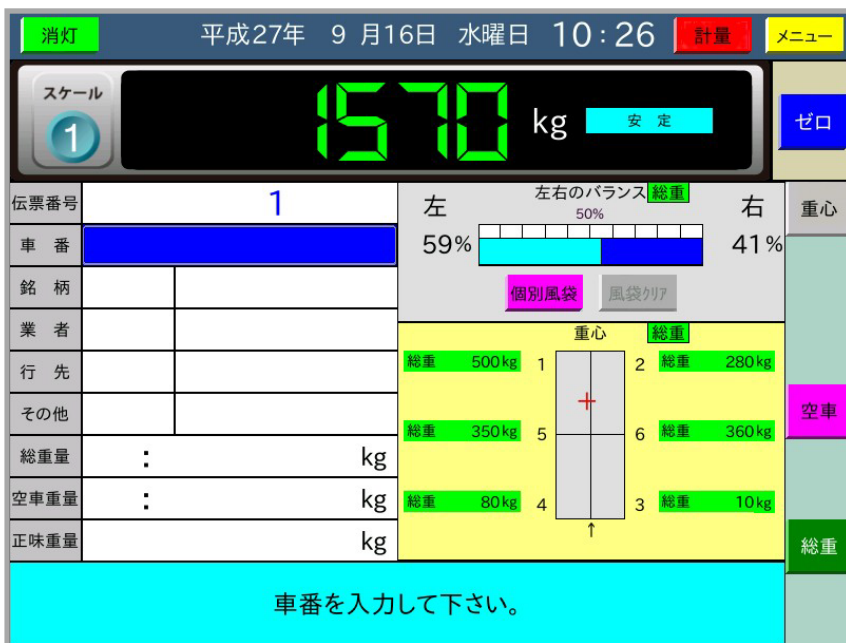 消灯 平成27年 9月16日 水曜日 10:26 計量 メニュー
スケール
1
1570 kg 安定
ゼロ
伝票番号 1
車番
銘柄
業者
行先
その他
総重量 : kg
空車重量 : kg
正味重量 kg
左右のバランス 総重
左 50% 右
59% 41%
個別風袋 風袋クリア
重心 総重
総重 500kg 1 2 総重 280kg
総重 350kg 5 6 総重 360kg
総重 80kg 4 3 総重 10kg
↑
重心
空車
総重
車番を入力して下さい。